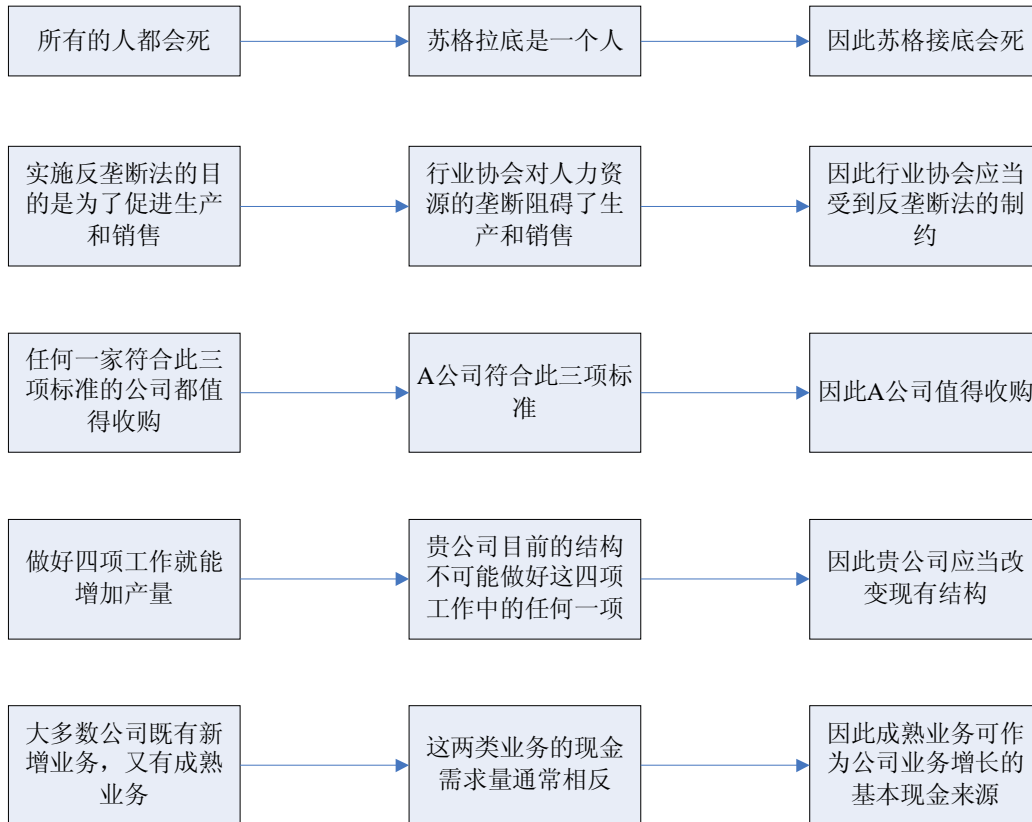 所有的人都会死
苏格拉底是一个人
因此苏格接底会死
实施反垄断法的目
的是为了促进生产
和销售
行业协会对人力资
源的垄断阻碍了生
产和销售
因此行业协会应当
受到反垄断法的制
约
任何一家符合此三
项标准的公司都值
得收购
A公司符合此三项标
准
因此A公司值得收购
做好四项工作就能
增加产量
贵公司目前的结构
不可能做好这四项
工作中的任何一项
因此贵公司应当改
变现有结构
大多数公司既有新
增业务，又有成熟
业务
这两类业务的现金
需求量通常相反
因此成熟业务可作
为公司业务增长的
基本现金来源